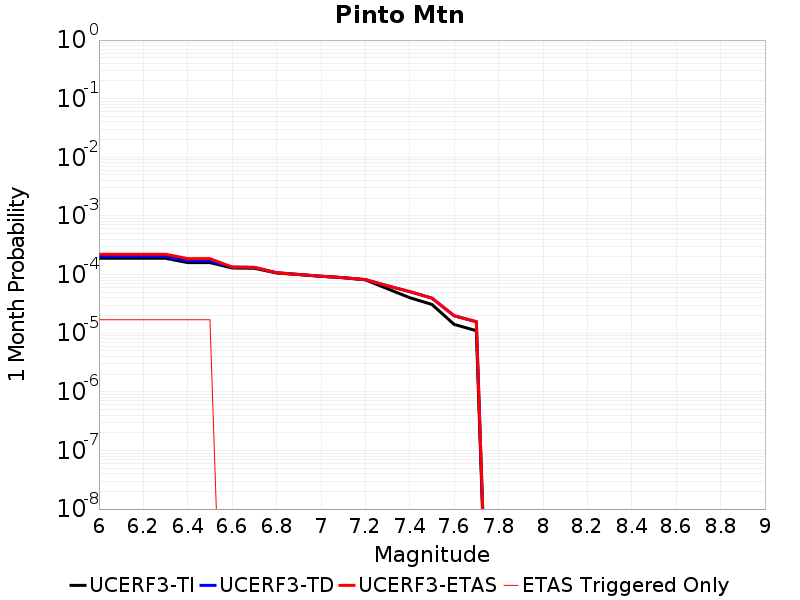 Pinto Mtn
10^0
10^-1
10^-2
10^-3
10^-4
10^-5
10^-6
10^-7
10^-8
1 Month Probability
6 6.2 6.4 6.6 6.8 7 7.2 7.4 7.6 7.8 8 8.2 8.4 8.6 8.8 9
Magnitude
UCERF3-TI UCERF3-TD UCERF3-ETAS ETAS Triggered Only